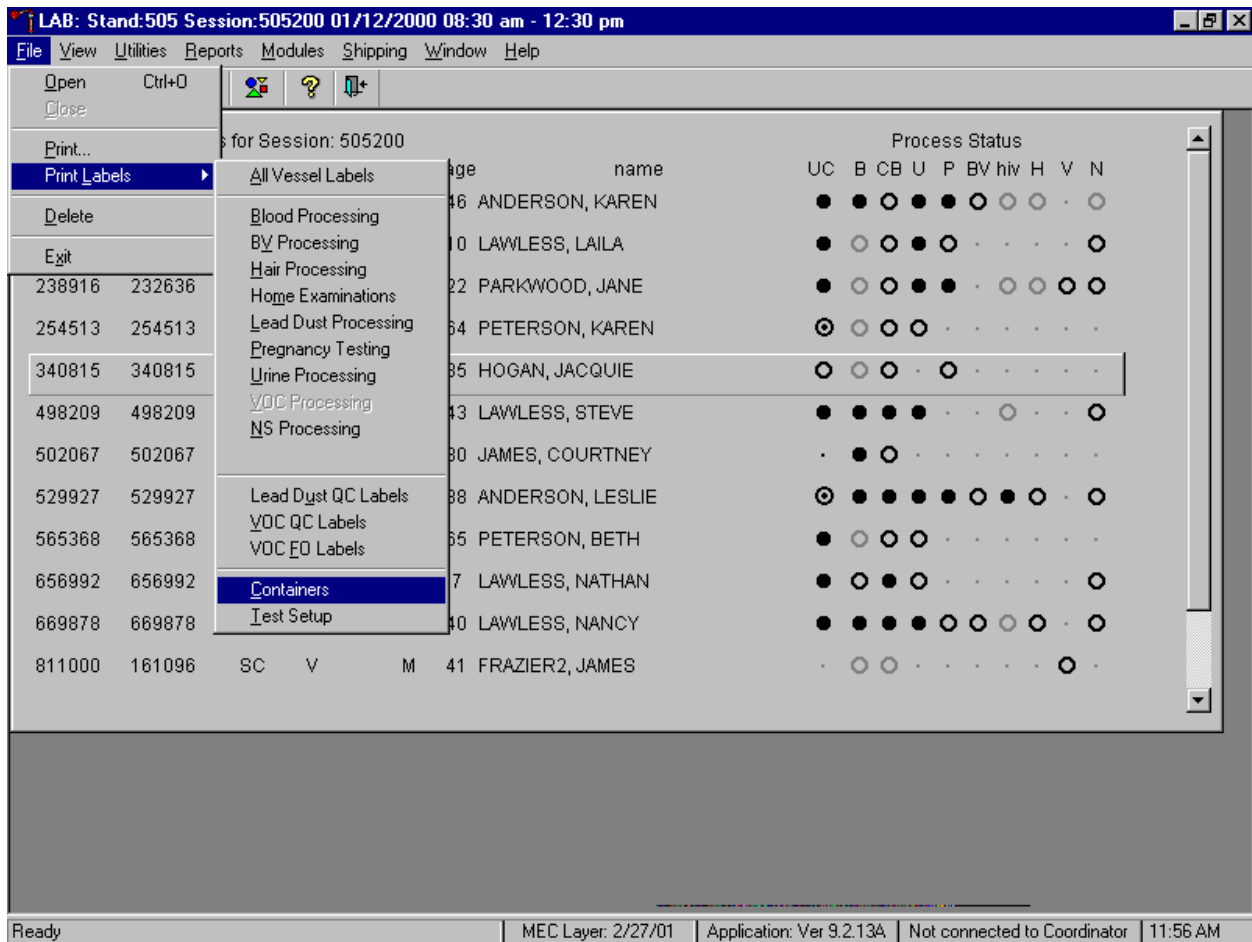 LAB: Stand:505 Session:505200 01/12/2000 08:30 am - 12:30 pm
File View Utilities Reports Modules Shipping Window Help
Open Ctrl+O
Close
Print...
Print Labels
Delete
Exit
All Vessel Labels
Blood Processing
BV Processing
Hair Processing
Home Examinations
Lead Dust Processing
Pregnancy Testing
Urine Processing
VOC Processing
NS Processing
Lead Dust QC Labels
VOC QC Labels
VOC FO Labels
Containers
Test Setup
for Session: 505200 Process Status
age name UC B CB U P BV hiv H V N
46 ANDERSON, KAREN
10 LAWLESS, LAILA
238916 232636 22 PARKWOOD, JANE
254513 254513 64 PETERSON, KAREN
340815 340815 35 HOGAN, JACQUIE
498209 498209 43 LAWLESS, STEVE
502067 502067 JAMES, COURTNEY
529927 529927 ANDERSON, LESLIE
565368 565368 65 PETERSON, BETH
656992 656992 7 LAWLESS, NATHAN
669878 669878 40 LAWLESS, NANCY
811000 161096 SC V M 41 FRAZIER2, JAMES
Ready MEC Layer: 2/27/01 Application: Ver 9.2.13A Not connected to Coordinator 11:56 AM